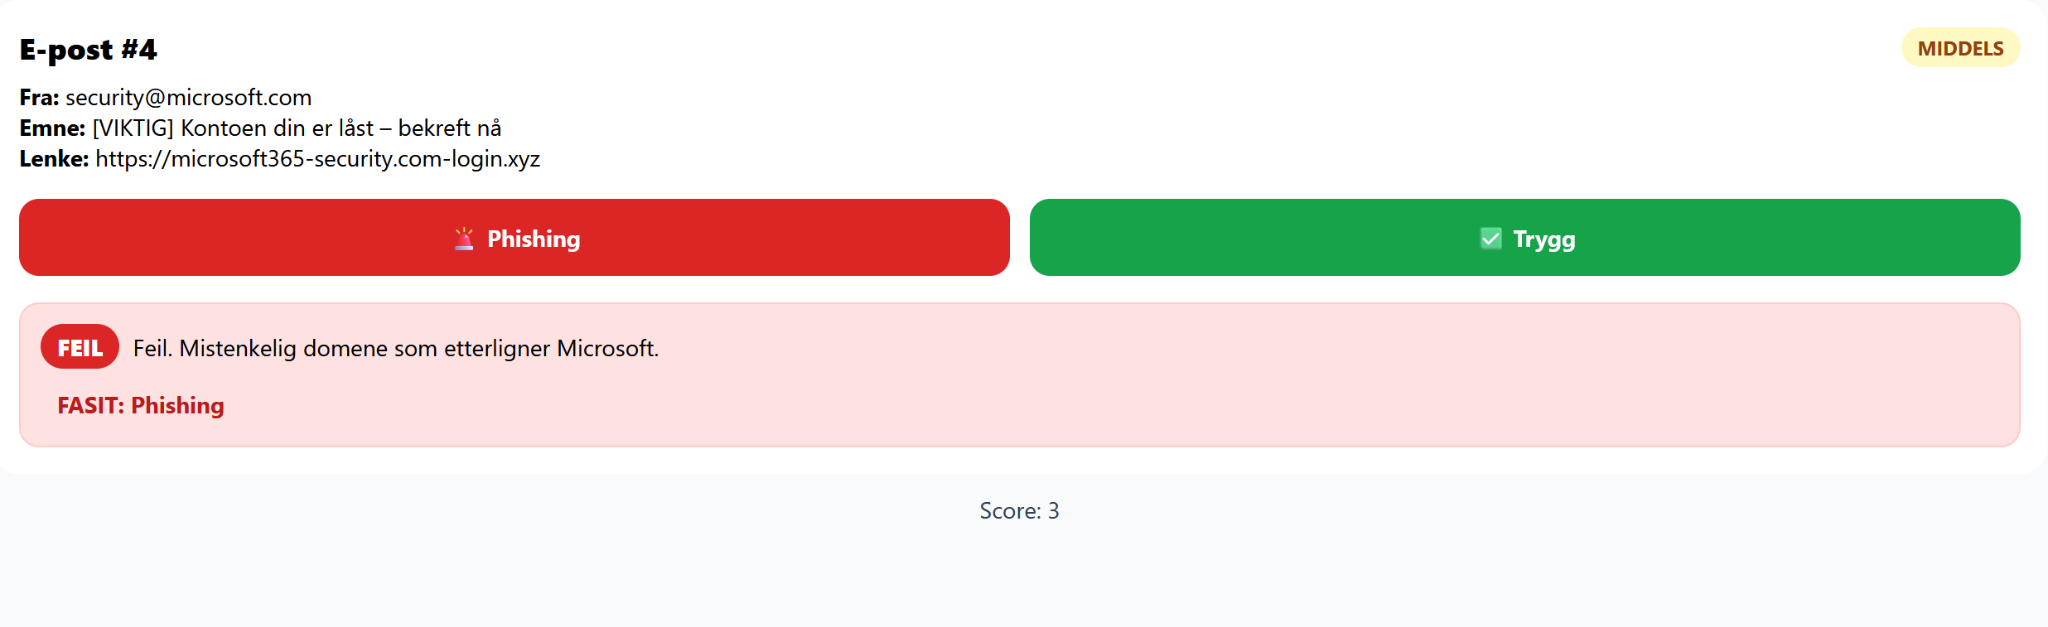 E-post #4
MIDDELS
Fra: security@microsoft.com
Emne: [VIKTIG] Kontoen din er låst – bekreft nå
Lenke: https://microsoft365-security.com-login.xyz
🚨 Phishing
✅ Trygg
FEIL Feil. Mistenkelig domene som etterligner Microsoft.
FASIT: Phishing
Score: 3